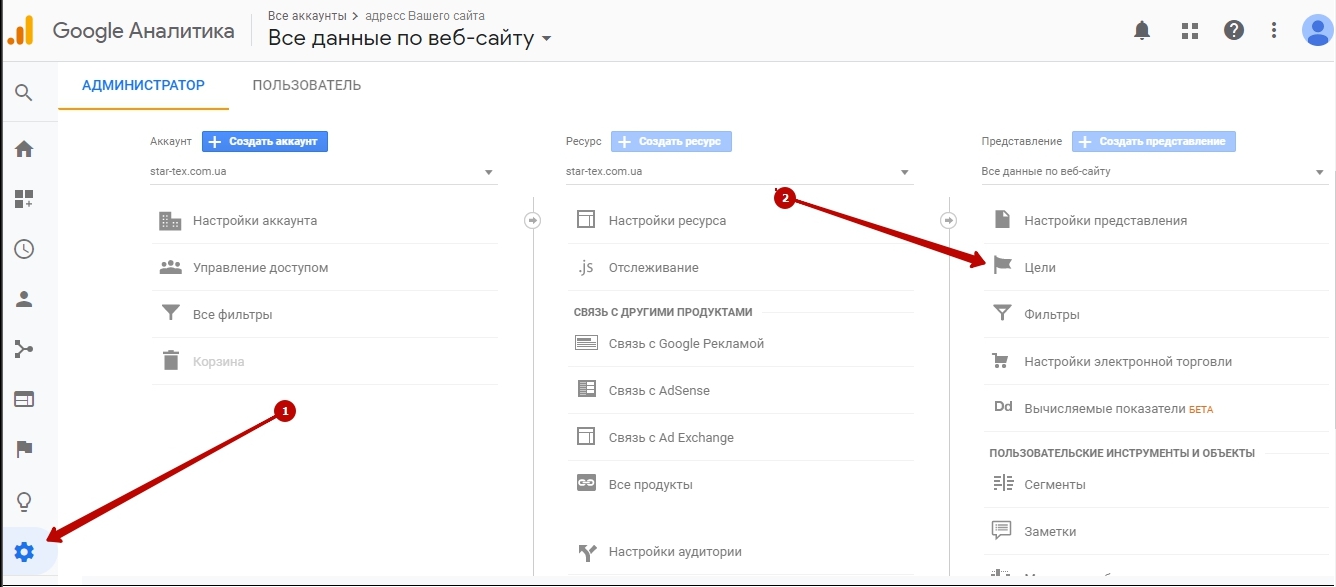 Все аккаунты > адресс Вашего сайта
Google Аналитика
Все данные по веб-сайту
АДМИНИСТРАТОР ПОЛЬЗОВАТЕЛЬ
Аккаунт + Создать аккаунт
star-tex.com.ua
Настройки аккаунта
Управление доступом
Все фильтры
Корзина
1
Ресурс + Создать ресурс
star-tex.com.ua
2
Настройки ресурса
.js Отслеживание
СВЯЗЬ С ДРУГИМИ ПРОДУКТАМИ
Связь с Google Рекламой
Связь с AdSense
Связь с Ad Exchange
Все продукты
Настройки аудитории
Представление + Создать представление
Все данные по веб-сайту
Настройки представления
Цели
Фильтры
Настройки электронной торговли
Dd Вычисляемые показатели БЕТА
ПОЛЬЗОВАТЕЛЬСКИЕ ИНСТРУМЕНТЫ И ОБЪЕКТЫ
Сегменты
Заметки